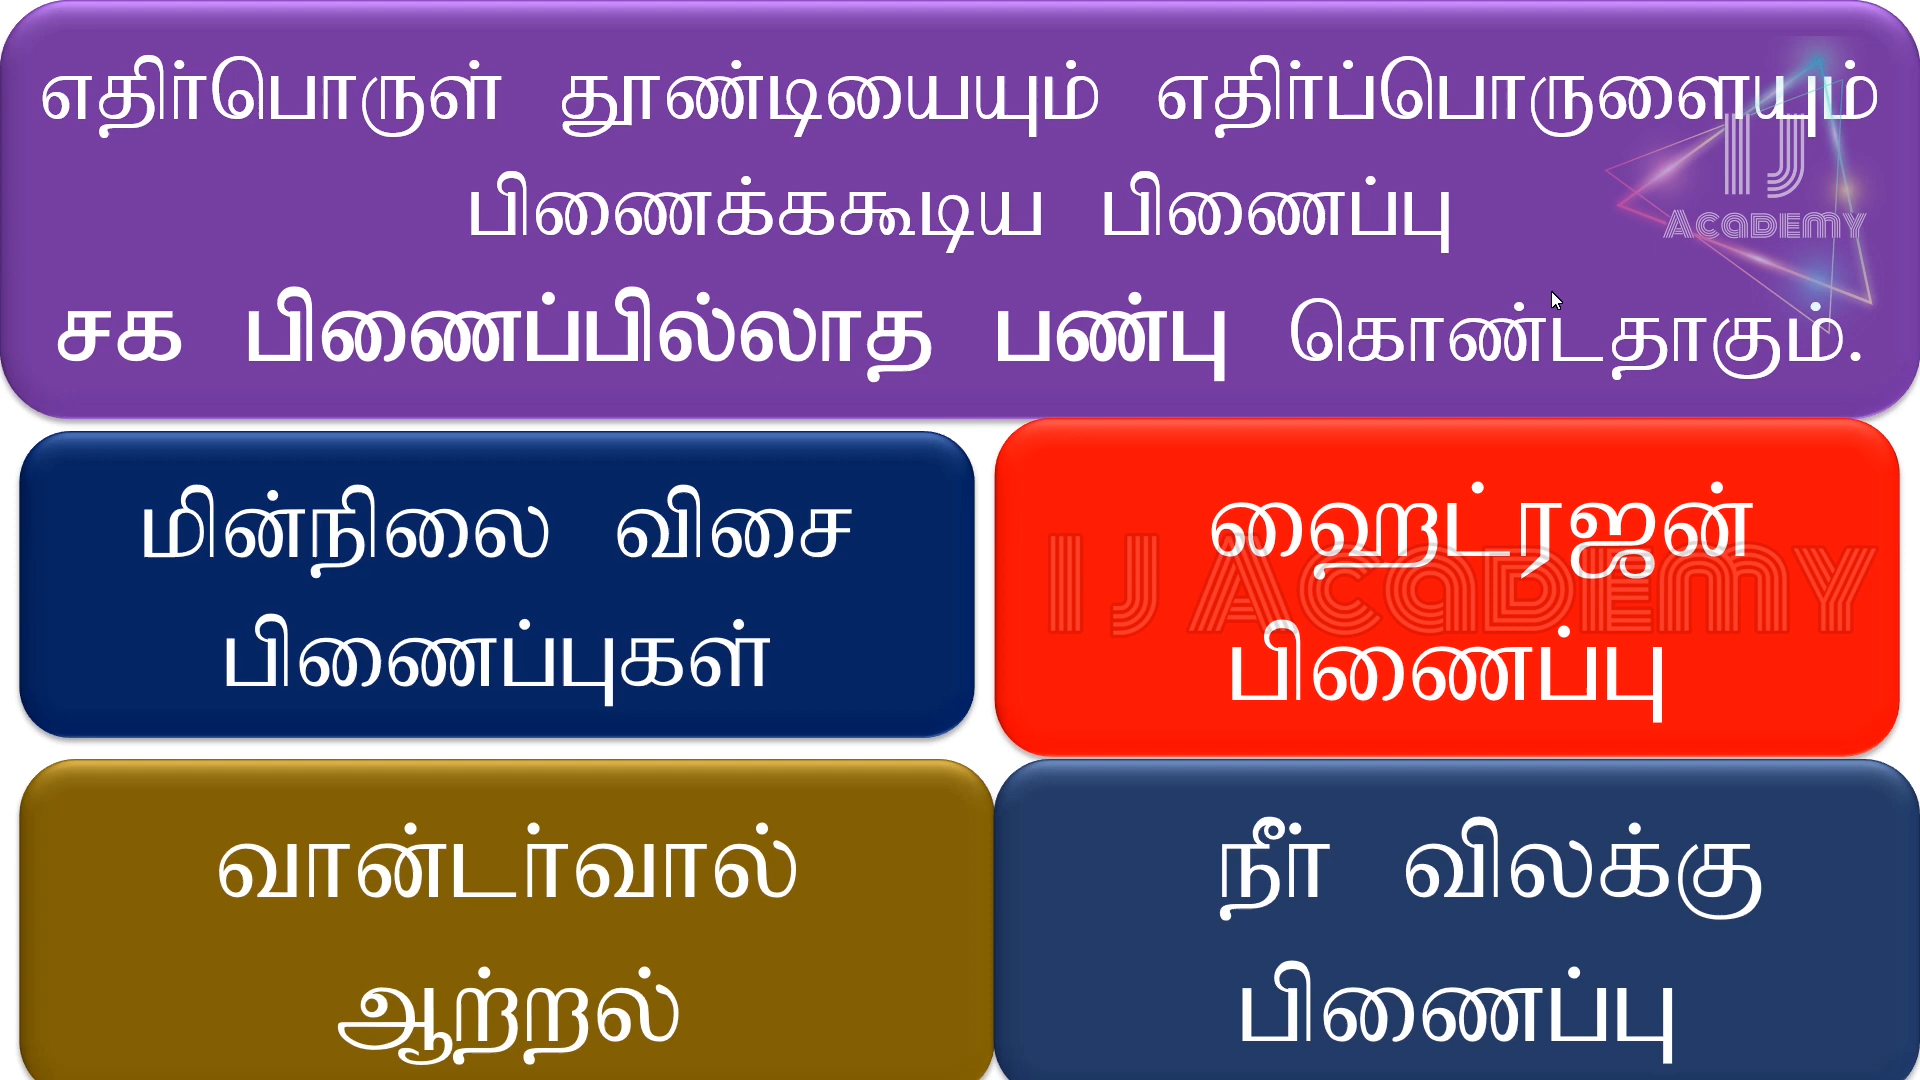 எதிர்பொருள் தூண்டியையும் எதிர்ப்பொருளையும்
பிணைக்ககூடிய பிணைப்பு
சக பிணைப்பில்லாத பண்பு கொண்டதாகும்.
IJ
Academy
மின்நிலை விசை
பிணைப்புகள்
ஹைட்ரஜன்
பிணைப்பு
IJ Academy
வான்டர்வால்
ஆற்றல்
நீர் விலக்கு
பிணைப்பு